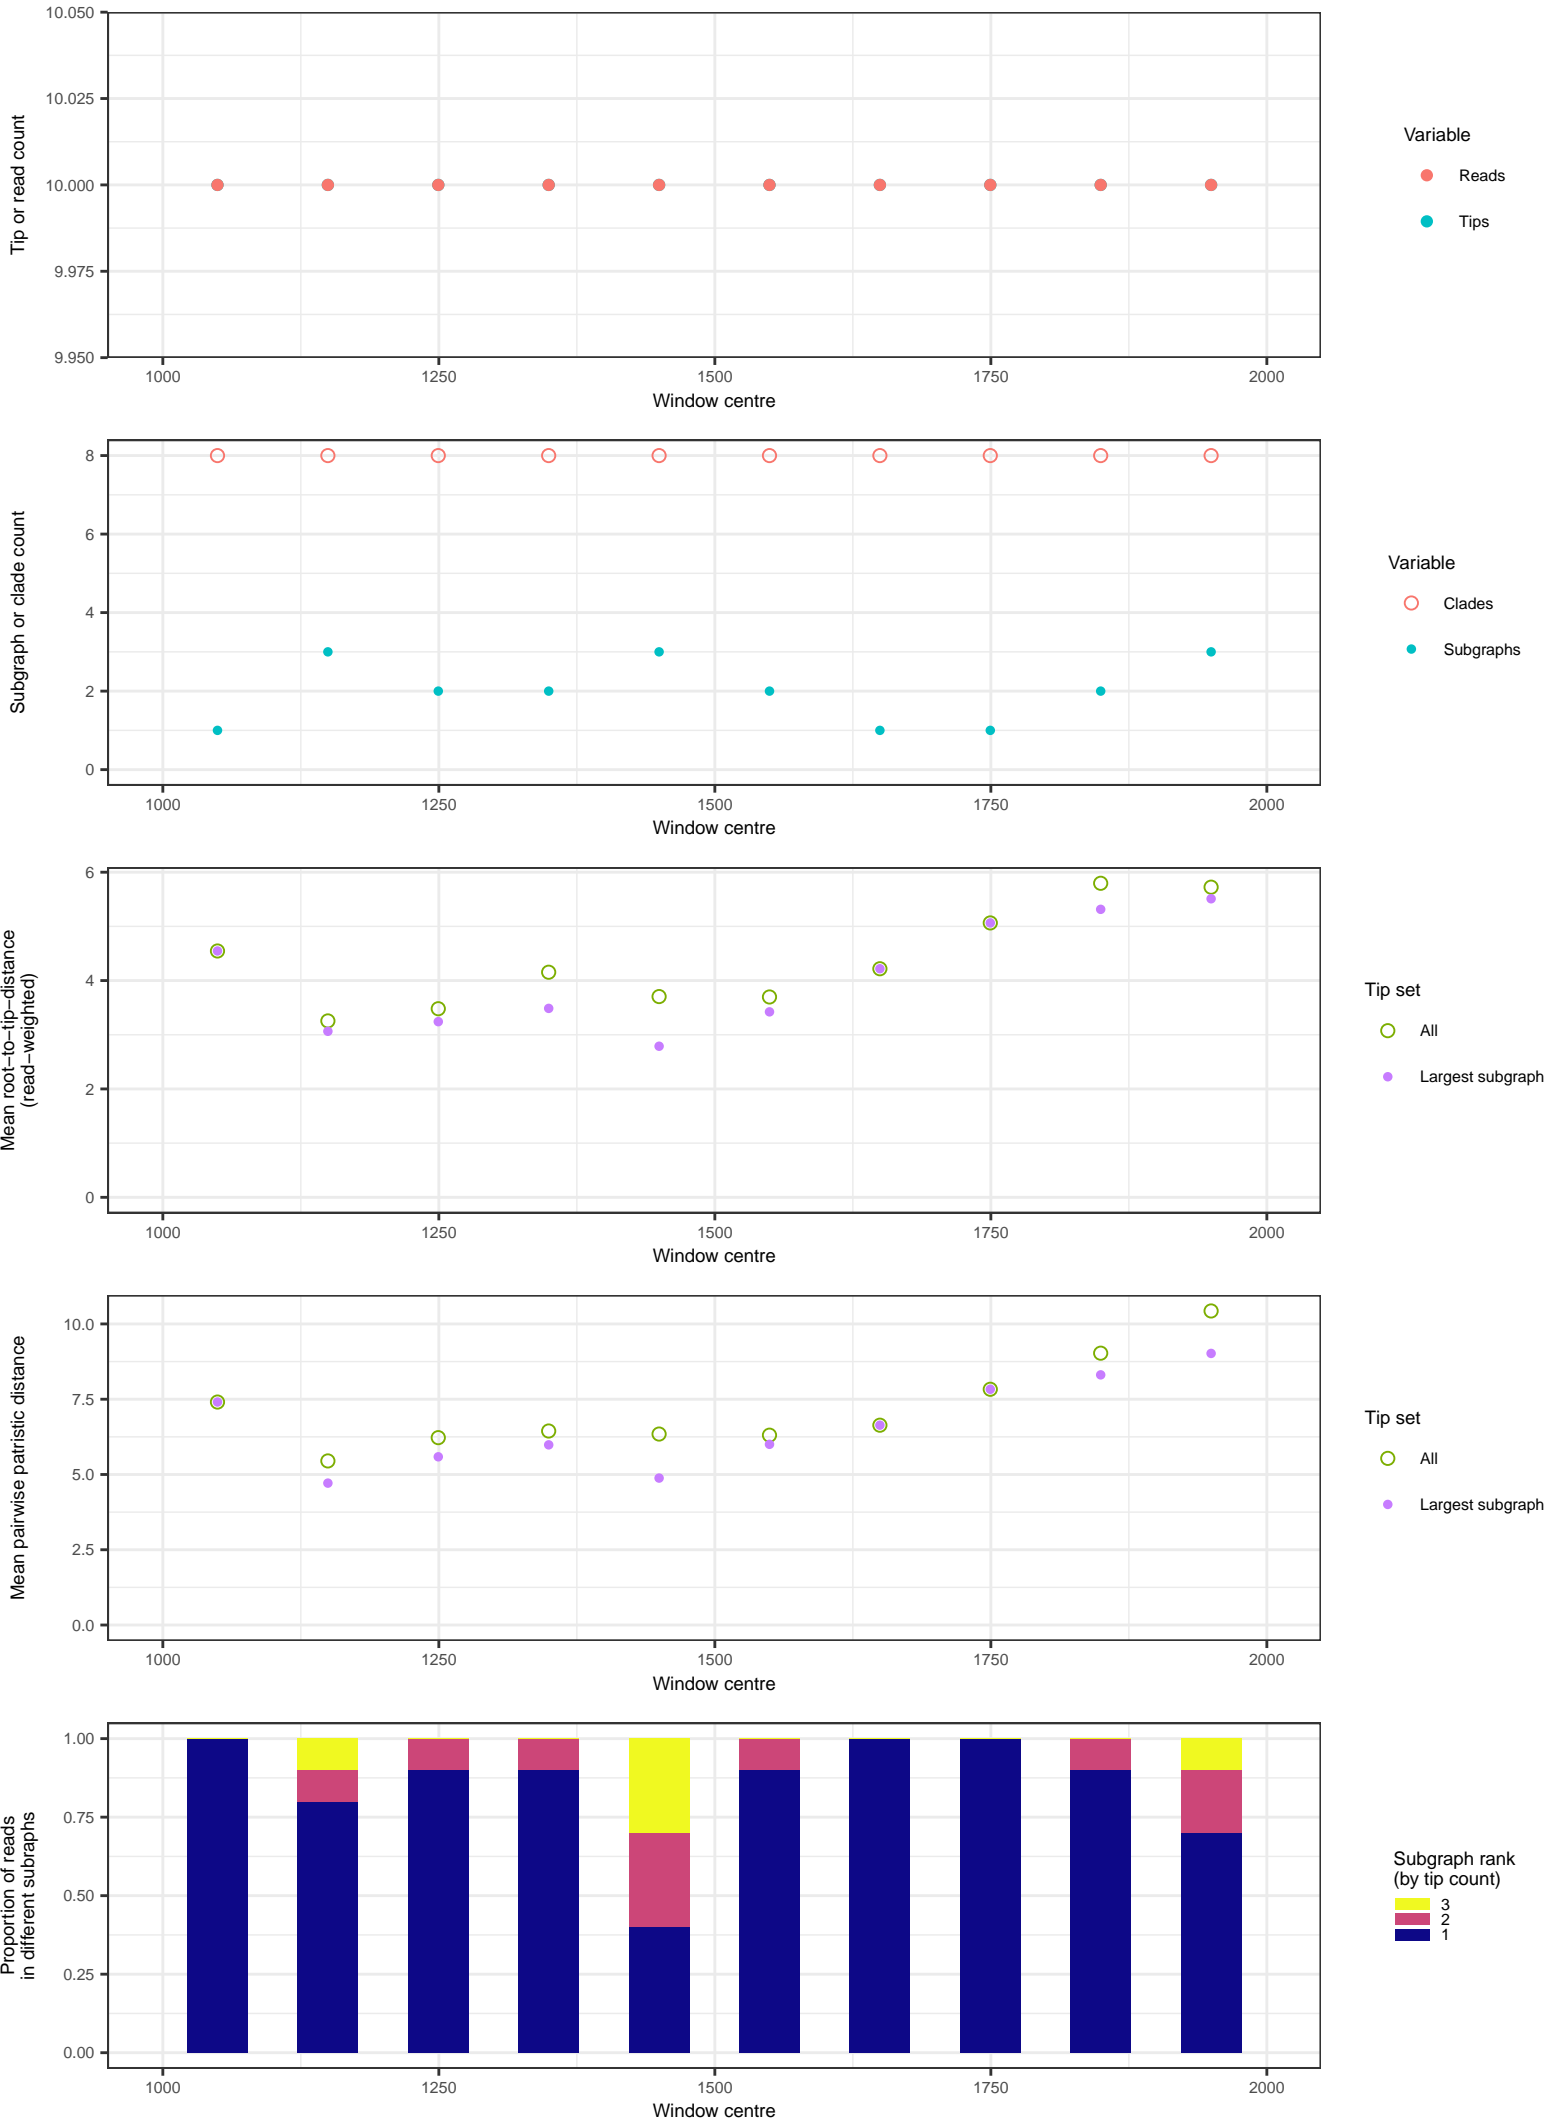 10.050
10.025
10.000
9.975
9.950
Tip or read count
1000 1250 1500 1750 2000
Window centre
Variable
Reads
Tips
8
6
4
2
0
Subgraph or clade count
1000 1250 1500 1750 2000
Window centre
Variable
Clades
Subgraphs
6
4
2
0
Mean root−to−tip−distance
(read−weighted)
1000 1250 1500 1750 2000
Window centre
Tip set
All
Largest subgraph
10.0
7.5
5.0
2.5
0.0
Mean pairwise patristic distance
1000 1250 1500 1750 2000
Window centre
Tip set
All
Largest subgraph
1.00
0.75
0.50
0.25
0.00
Proportion of reads
in different subraphs
1000 1250 1500 1750 2000
Window centre
Subgraph rank
(by tip count)
3
2
1